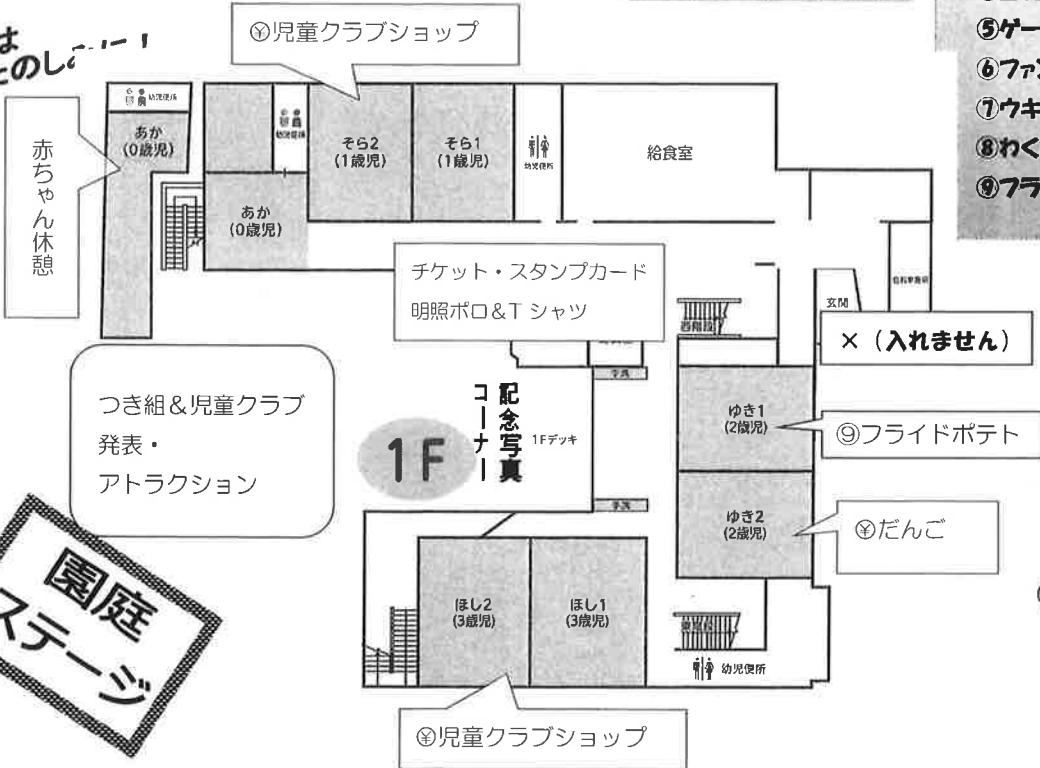 は
のし
¥児童クラブショップ
⑤ゲー
⑥ファン
⑦ウキ
⑧わく
⑨フラ
幼児便所
あか
(0歳児)
赤ちゃん休憩
幼児便所
そら2
(1歳児)
そら1
(1歳児)
幼児便所
給食室
あか
(0歳児)
チケット・スタンプカード
明照ポロ&Tシャツ
西階段
玄関
×（入れません）
手洗
つき組&児童クラブ
発表・
アトラクション
1F
記念写真
コーナー
1Fデッキ
ゆき1
(2歳児)
⑨フライドポテト
手洗
ゆき2
(2歳児)
¥だんご
園庭
ステージ
ほし2
(3歳児)
ほし1
(3歳児)
東階段
幼児便所
¥児童クラブショップ